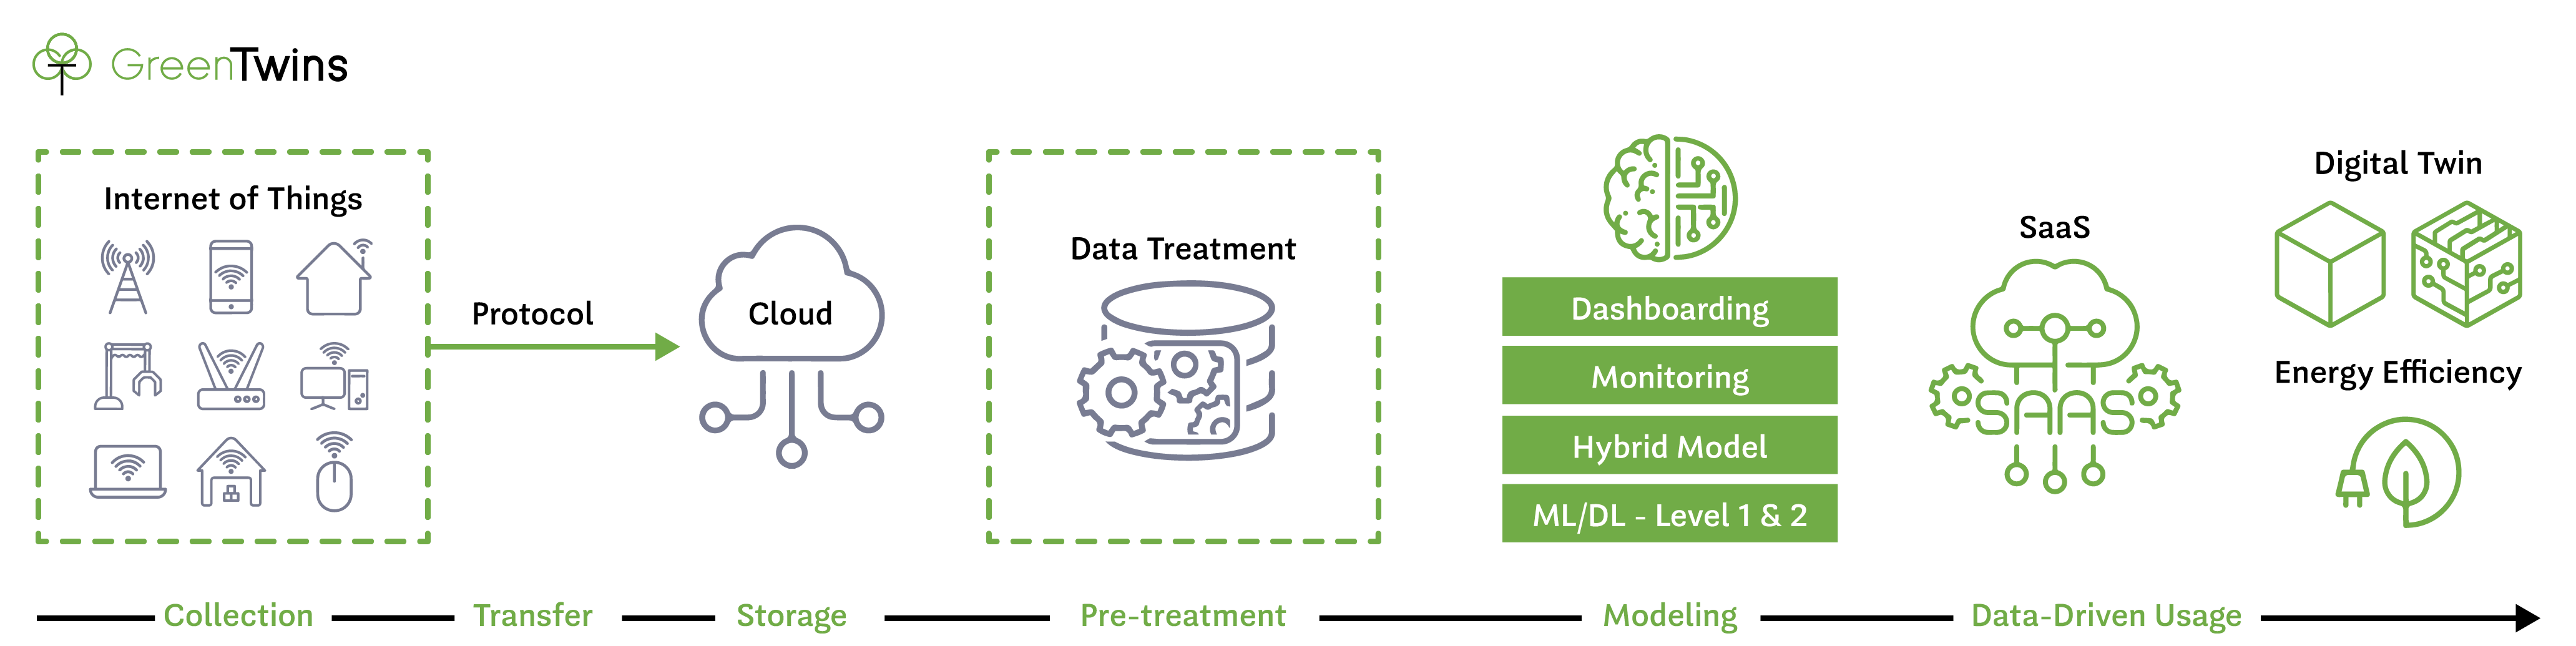 GreenTwins
Internet of Things
Protocol
Cloud
Data Treatment
Dashboarding
Monitoring
Hybrid Model
ML/DL - Level 1 & 2
SaaS
SAAS
Digital Twin
Energy Efficiency
Collection
Transfer
Storage
Pre-treatment
Modeling
Data-Driven Usage